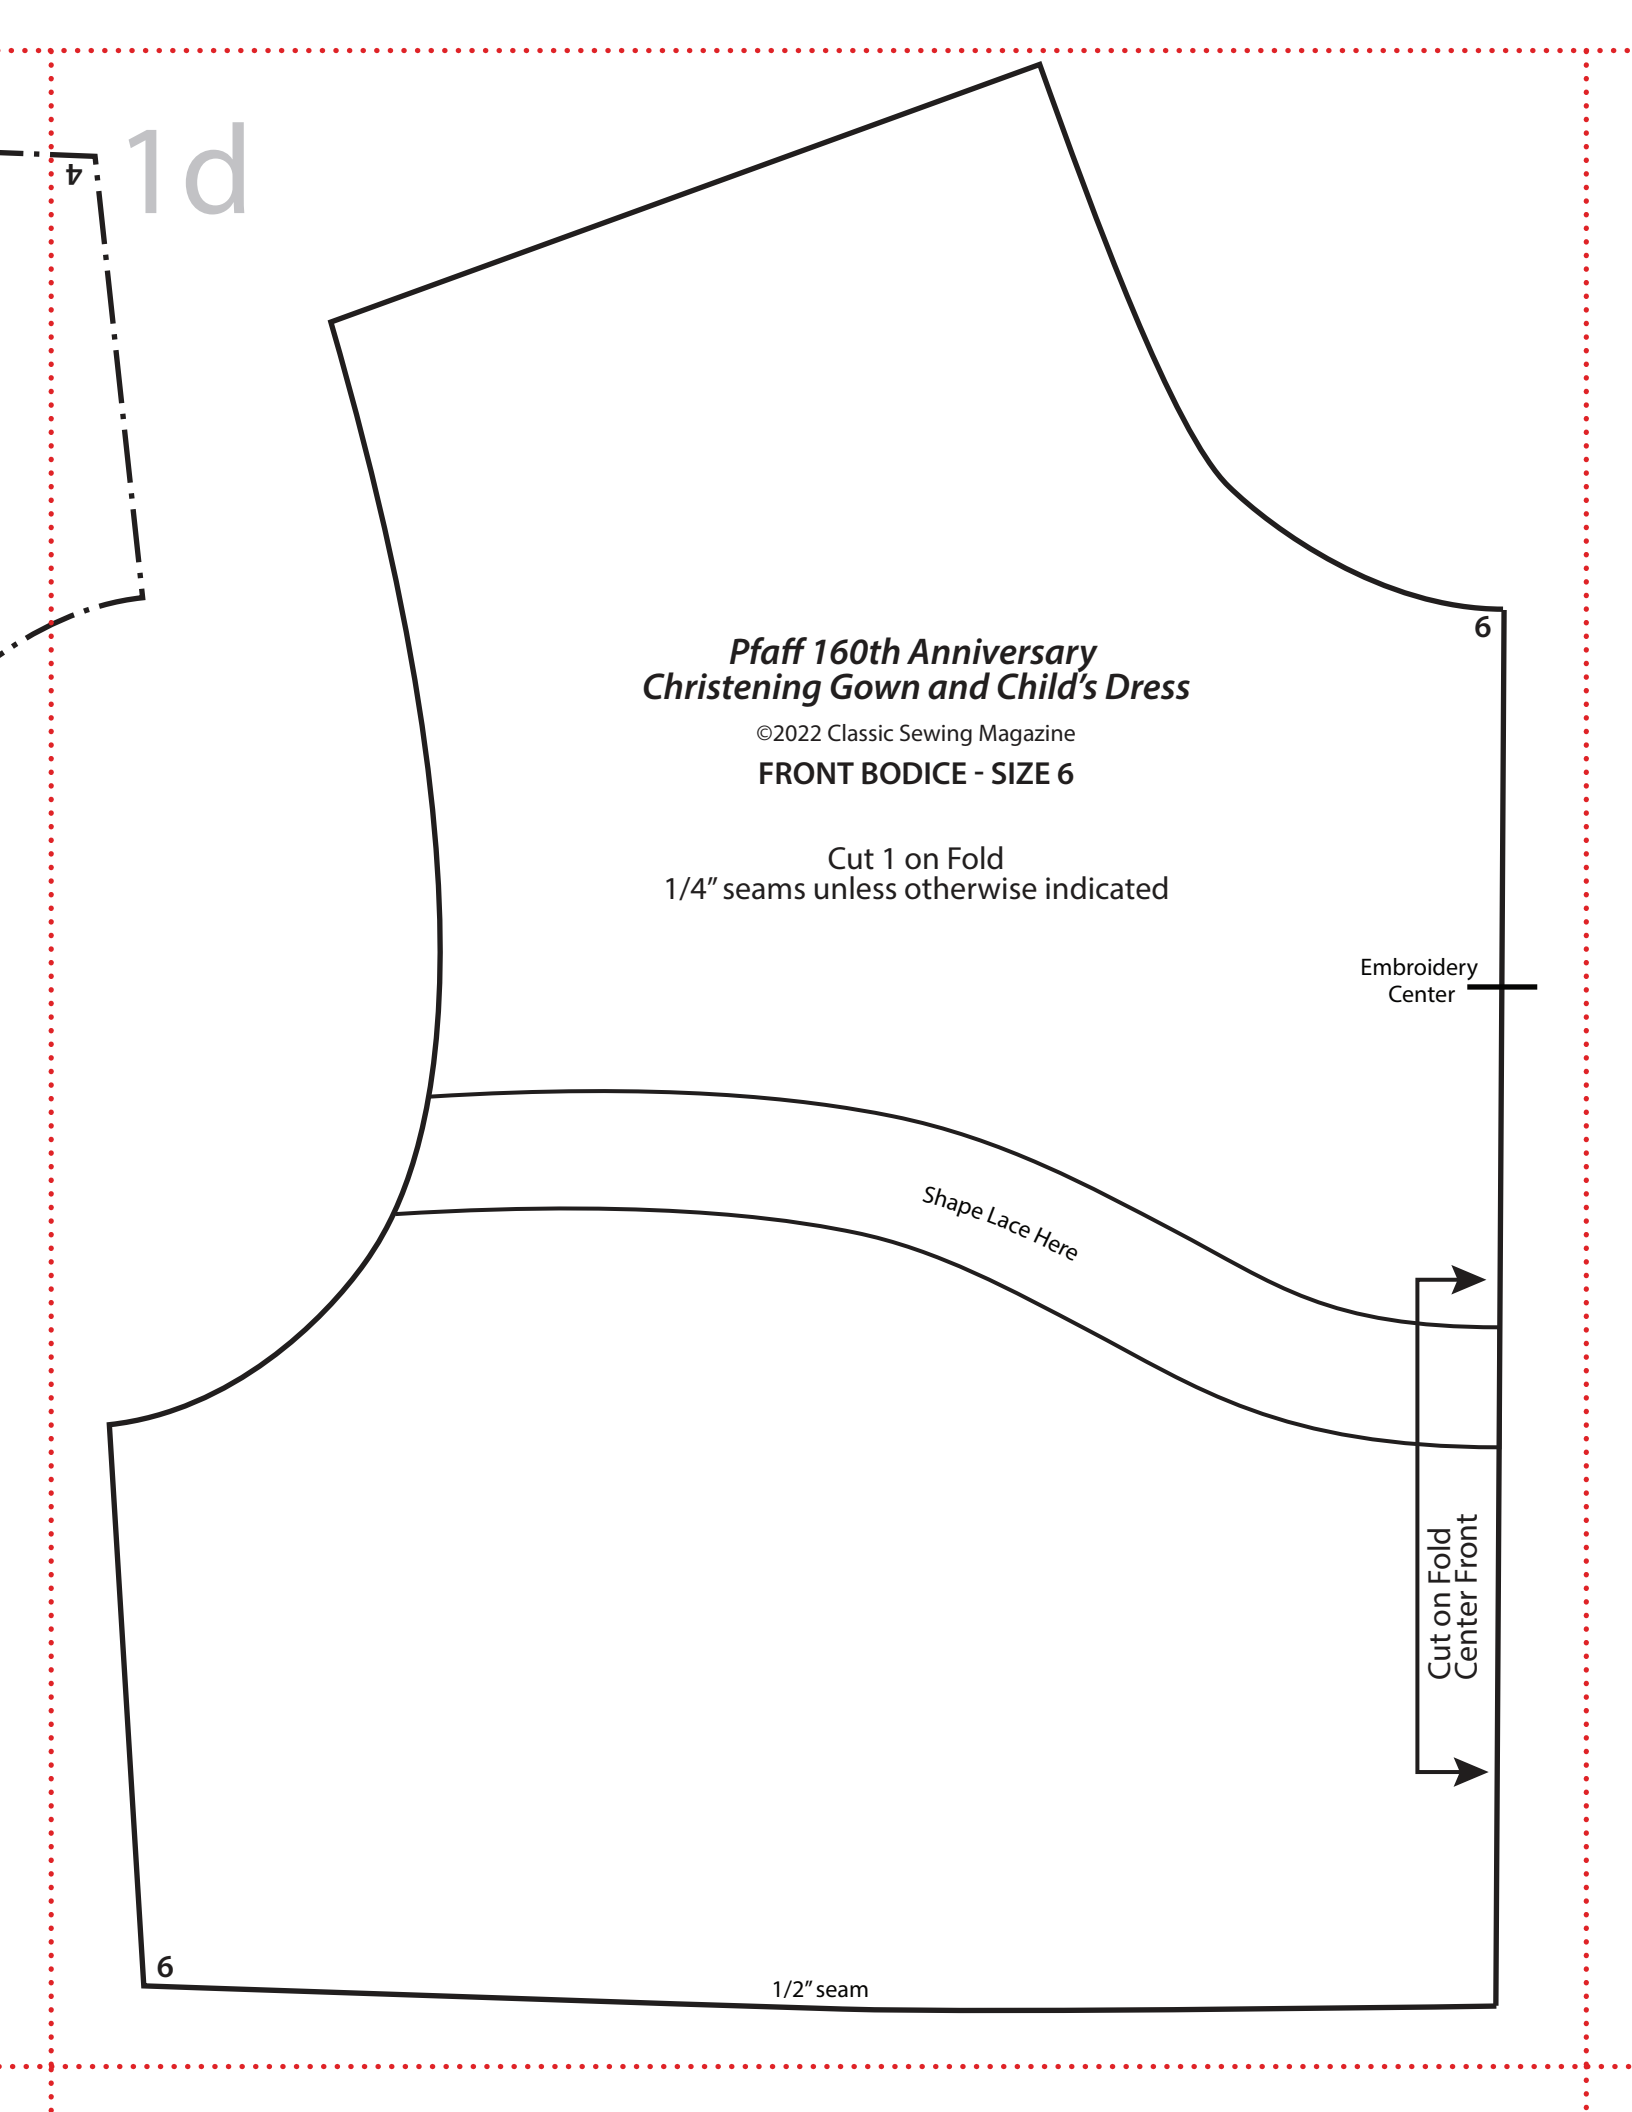 1d
4
Pfaff 160th Anniversary
Christening Gown and Child’s Dress
©2022 Classic Sewing Magazine
FRONT BODICE - SIZE 6
Cut 1 on Fold
1/4” seams unless otherwise indicated
6
Embroidery
Center
Shape Lace Here
Cut on Fold
Center Front
6
1/2” seam